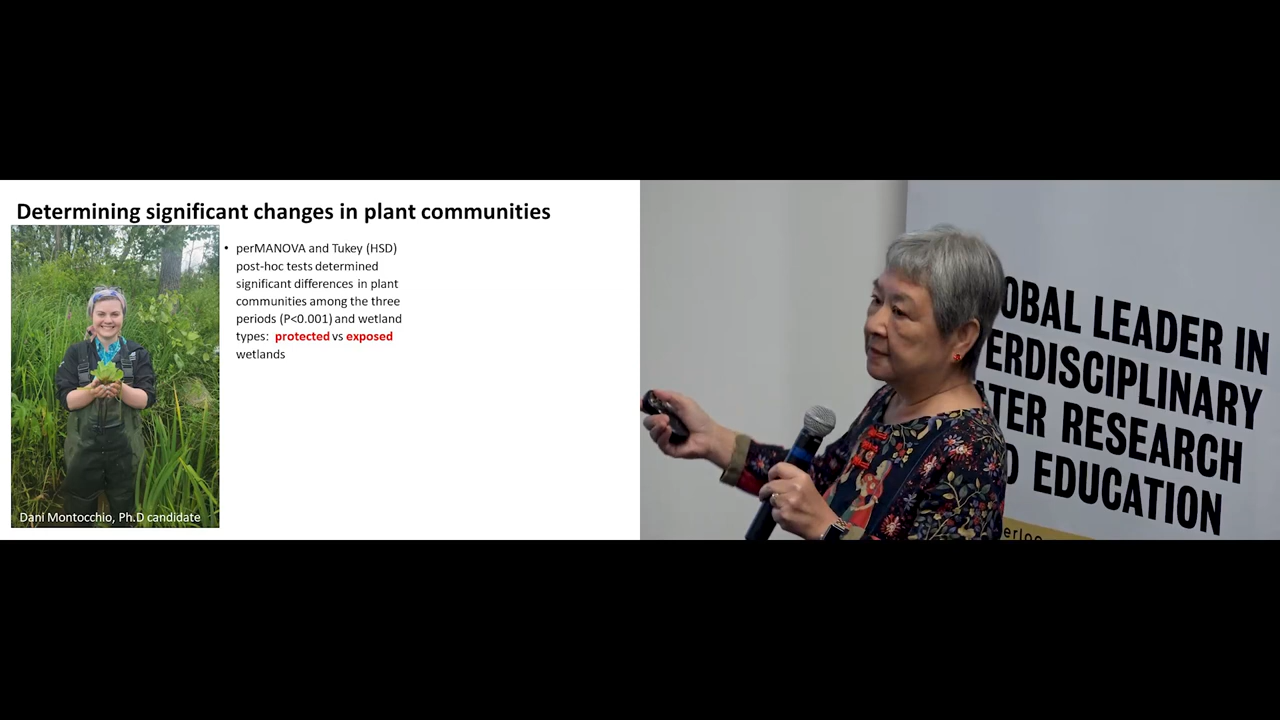 Determining significant changes in plant communities
• perMANOVA and Tukey (HSD)
post-hoc tests determined
significant differences in plant
communities among the three
periods (P<0.001) and wetland
types: protected vs exposed
wetlands
Dani Montocchio, Ph.D candidate
OBAL LEADER IN
ERDISCIPLINARY
ATER RESEARCH
D EDUCATION
erloo